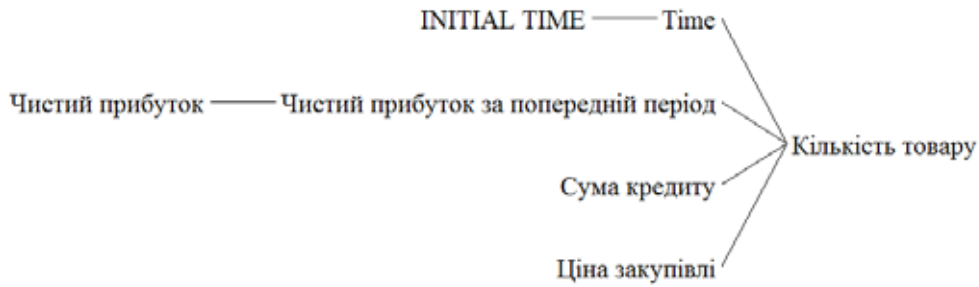 INITIAL TIME Time
Чистий прибуток Чистий прибуток за попередній період
Кількість товару
Сума кредиту
Ціна закупівлі